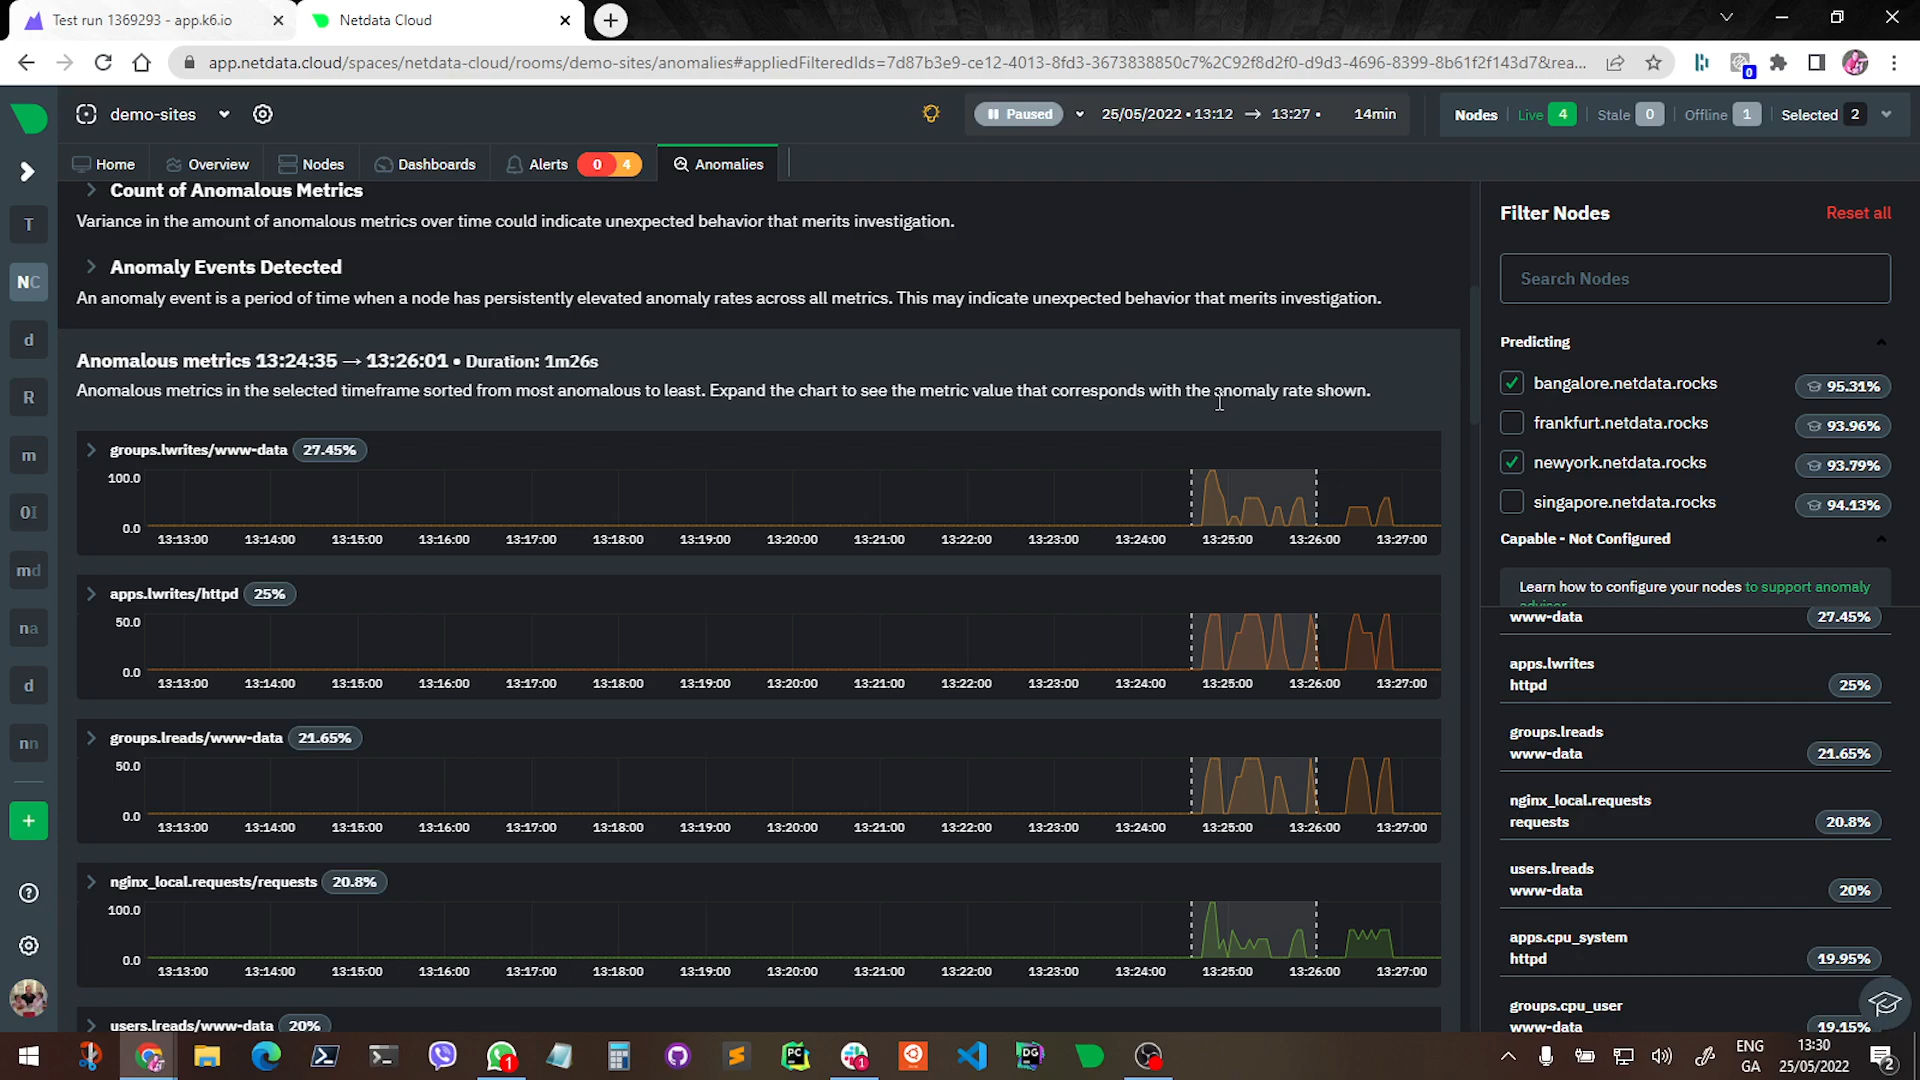 Test run 1369293 - app.k6.io
Netdata Cloud
app.netdata.cloud/spaces/netdata-cloud/rooms/demo-sites/anomalies#appliedFilteredIds=7d87b3e9-ce12-4013-8fd3-3673838850c7%2C92f8d2f0-d9d3-4696-8399-8b61f2f143d7&rea...
0
demo-sites
Paused
25/05/2022 • 13:12 → 13:27 •
14min
Nodes
Live 4
Stale 0
Offline 1
Selected 2
Home
Overview
Nodes
Dashboards
Alerts 0 4
Anomalies
T
NC
d
R
m
OI
md
na
d
nn
+
Count of Anomalous Metrics
Variance in the amount of anomalous metrics over time could indicate unexpected behavior that merits investigation.
Anomaly Events Detected
An anomaly event is a period of time when a node has persistently elevated anomaly rates across all metrics. This may indicate unexpected behavior that merits investigation.
Anomalous metrics 13:24:35 → 13:26:01 • Duration: 1m26s
Anomalous metrics in the selected timeframe sorted from most anomalous to least. Expand the chart to see the metric value that corresponds with the anomaly rate shown.
groups.lwrites/www-data 27.45%
100.0
0.0
13:13:00 13:14:00 13:15:00 13:16:00 13:17:00 13:18:00 13:19:00 13:20:00 13:21:00 13:22:00 13:23:00 13:24:00 13:25:00 13:26:00 13:27:00
apps.lwrites/httpd 25%
50.0
0.0
13:13:00 13:14:00 13:15:00 13:16:00 13:17:00 13:18:00 13:19:00 13:20:00 13:21:00 13:22:00 13:23:00 13:24:00 13:25:00 13:26:00 13:27:00
groups.lreads/www-data 21.65%
50.0
0.0
13:13:00 13:14:00 13:15:00 13:16:00 13:17:00 13:18:00 13:19:00 13:20:00 13:21:00 13:22:00 13:23:00 13:24:00 13:25:00 13:26:00 13:27:00
nginx_local.requests/requests 20.8%
100.0
0.0
13:13:00 13:14:00 13:15:00 13:16:00 13:17:00 13:18:00 13:19:00 13:20:00 13:21:00 13:22:00 13:23:00 13:24:00 13:25:00 13:26:00 13:27:00
users.lreads/www-data 20%
Filter Nodes
Reset all
Search Nodes
Predicting
bangalore.netdata.rocks 95.31%
frankfurt.netdata.rocks 93.96%
newyork.netdata.rocks 93.79%
singapore.netdata.rocks 94.13%
Capable - Not Configured
Learn how to configure your nodes to support anomaly
advisor
www-data 27.45%
apps.lwrites
httpd 25%
groups.lreads
www-data 21.65%
nginx_local.requests
requests 20.8%
users.lreads
www-data 20%
apps.cpu_system
httpd 19.95%
groups.cpu_user
www-data 19.15%
1
PC
1
DG
ENG
GA
13:30
25/05/2022
2